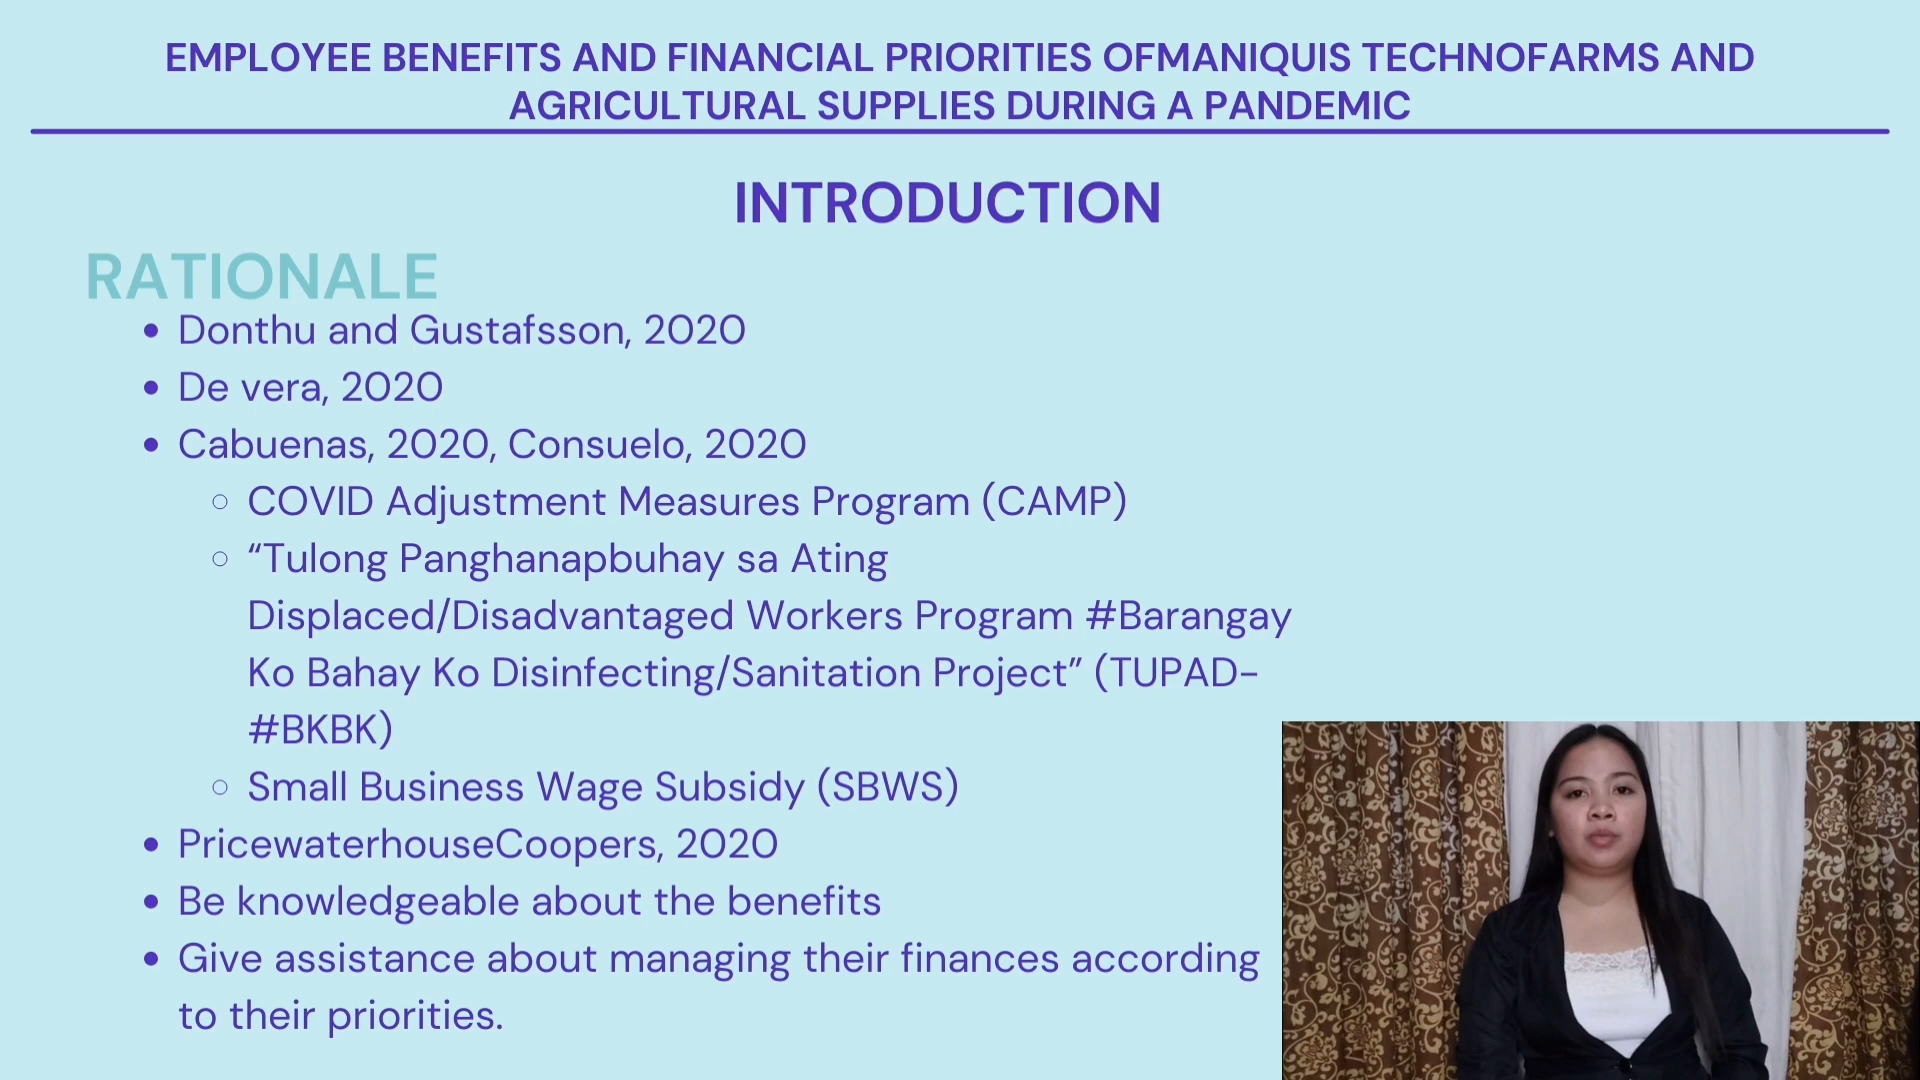 EMPLOYEE BENEFITS AND FINANCIAL PRIORITIES OFMANIQUIS TECHNOFARMS AND
AGRICULTURAL SUPPLIES DURING A PANDEMIC
INTRODUCTION
RATIONALE
• Donthu and Gustafsson, 2020
• De vera, 2020
• Cabuenas, 2020, Consuelo, 2020
○ COVID Adjustment Measures Program (CAMP)
○ “Tulong Panghanapbuhay sa Ating
Displaced/Disadvantaged Workers Program #Barangay
Ko Bahay Ko Disinfecting/Sanitation Project” (TUPAD-
#BKBK)
○ Small Business Wage Subsidy (SBWS)
• PricewaterhouseCoopers, 2020
• Be knowledgeable about the benefits
• Give assistance about managing their finances according
to their priorities.